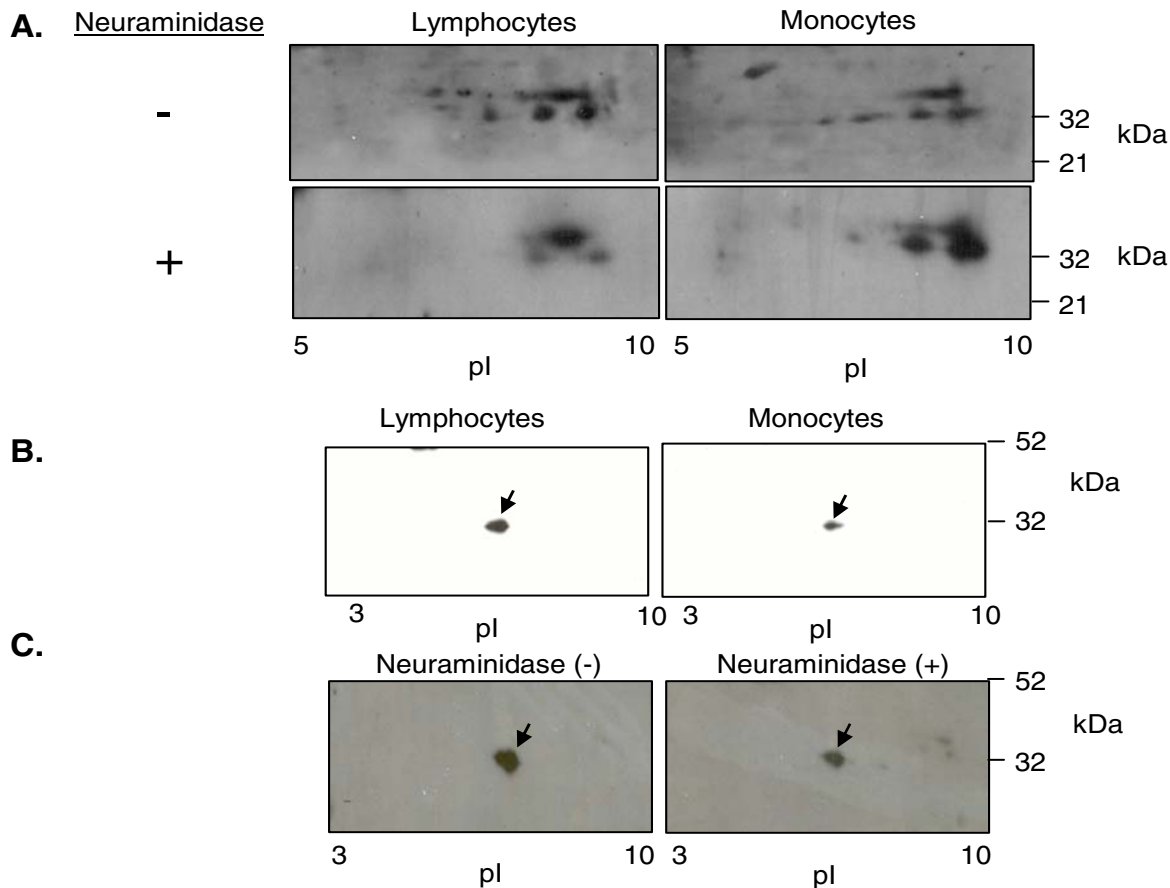 A. Neuraminidase Lymphocytes Monocytes
-
32
kDa
21
+
32 kDa
21
5 10 5 10
pI pI
B. Lymphocytes Monocytes
52
kDa
32
3 10 3 10
pI pI
C. Neuraminidase (-) Neuraminidase (+)
52
kDa
32
3 10 3 10
pI pI